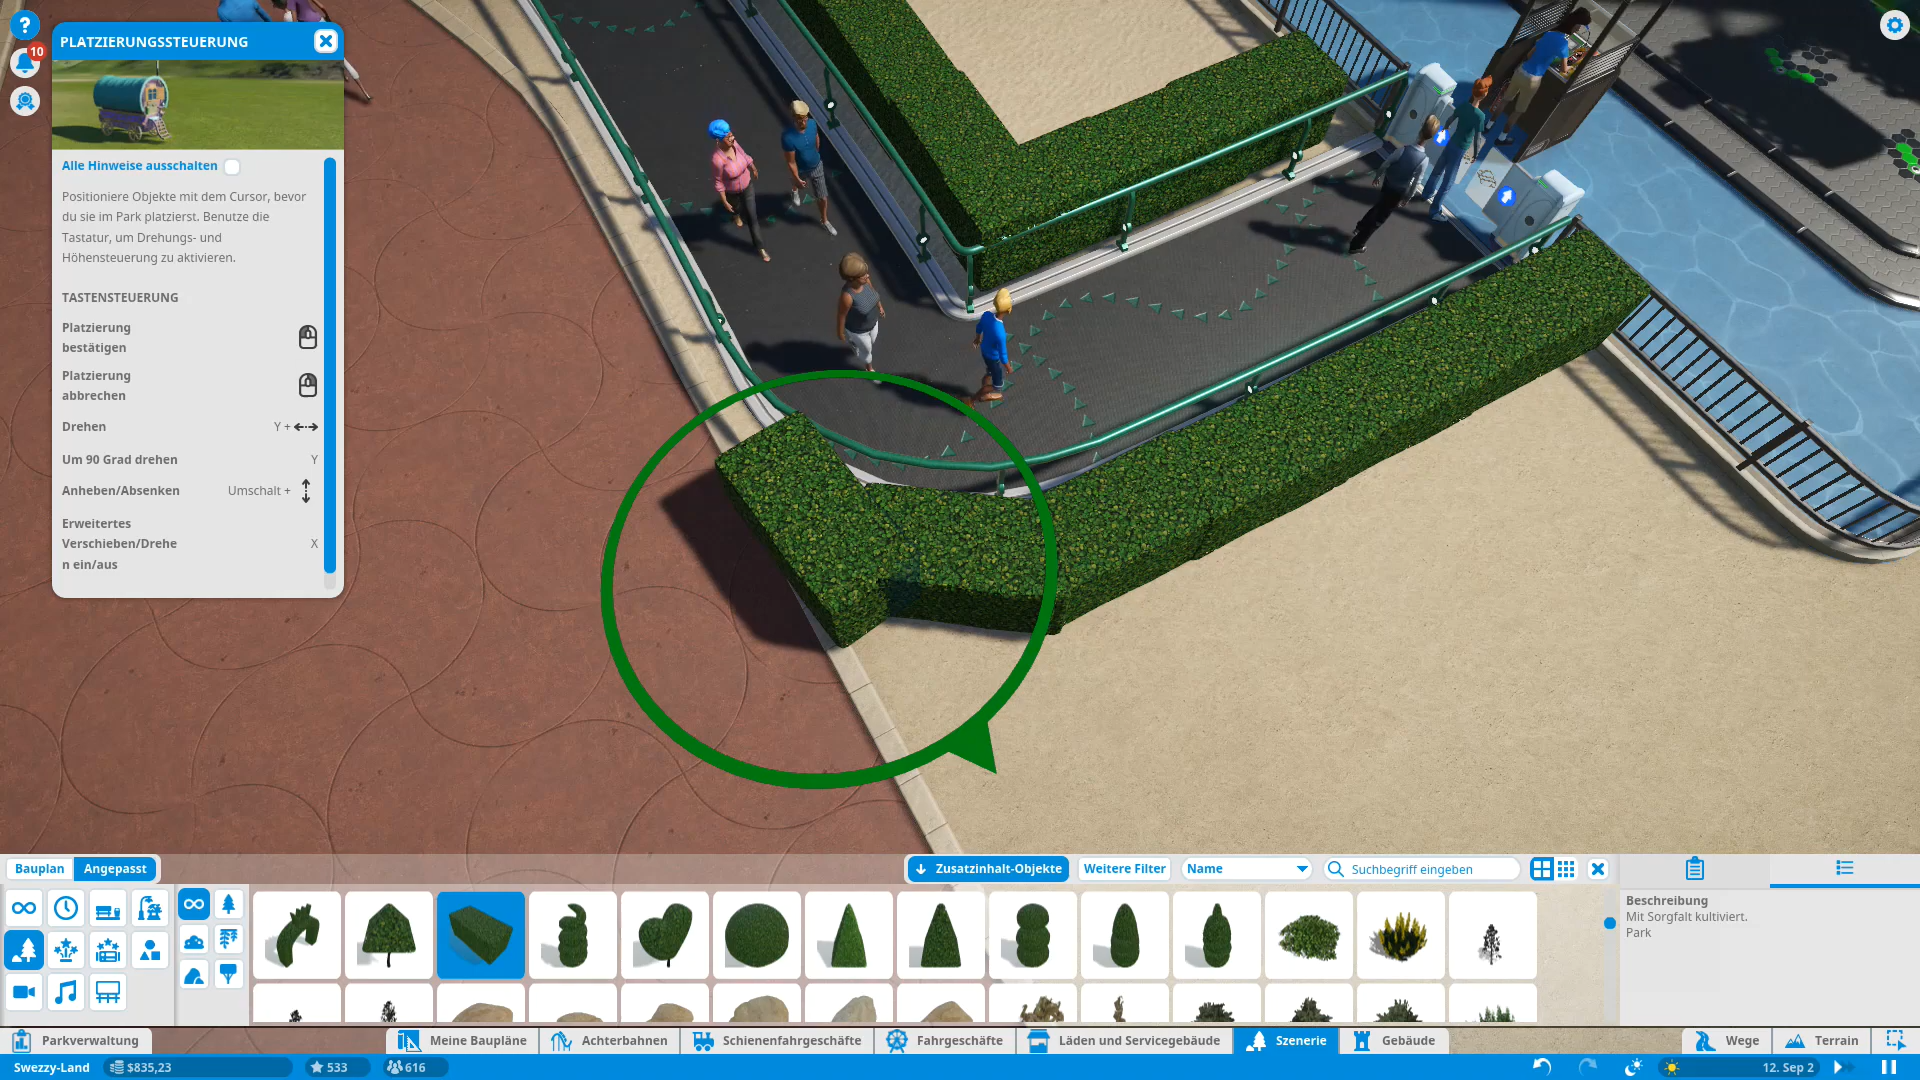 ?
10
PLATZIERUNGSSTEUERUNG
Alle Hinweise ausschalten
Positioniere Objekte mit dem Cursor, bevor
du sie im Park platzierst. Benutze die
Tastatur, um Drehungs- und
Höhensteuerung zu aktivieren.
TASTENSTEUERUNG
Platzierung
bestätigen
Platzierung
abbrechen
Drehen Y +
Um 90 Grad drehen Y
Anheben/Absenken Umschalt +
Erweitertes
Verschieben/Drehe
n ein/aus X
Bauplan Angepasst
Zusatzinhalt-Objekte
Weitere Filter
Name
Suchbegriff eingeben
Beschreibung
Mit Sorgfalt kultiviert.
Park
Parkverwaltung
Meine Baupläne
Achterbahnen
Schienenfahrgeschäfte
Fahrgeschäfte
Läden und Servicegebäude
Szenerie
Gebäude
Wege
Terrain
Swezzy-Land
$835,23
533
616
12. Sep 2